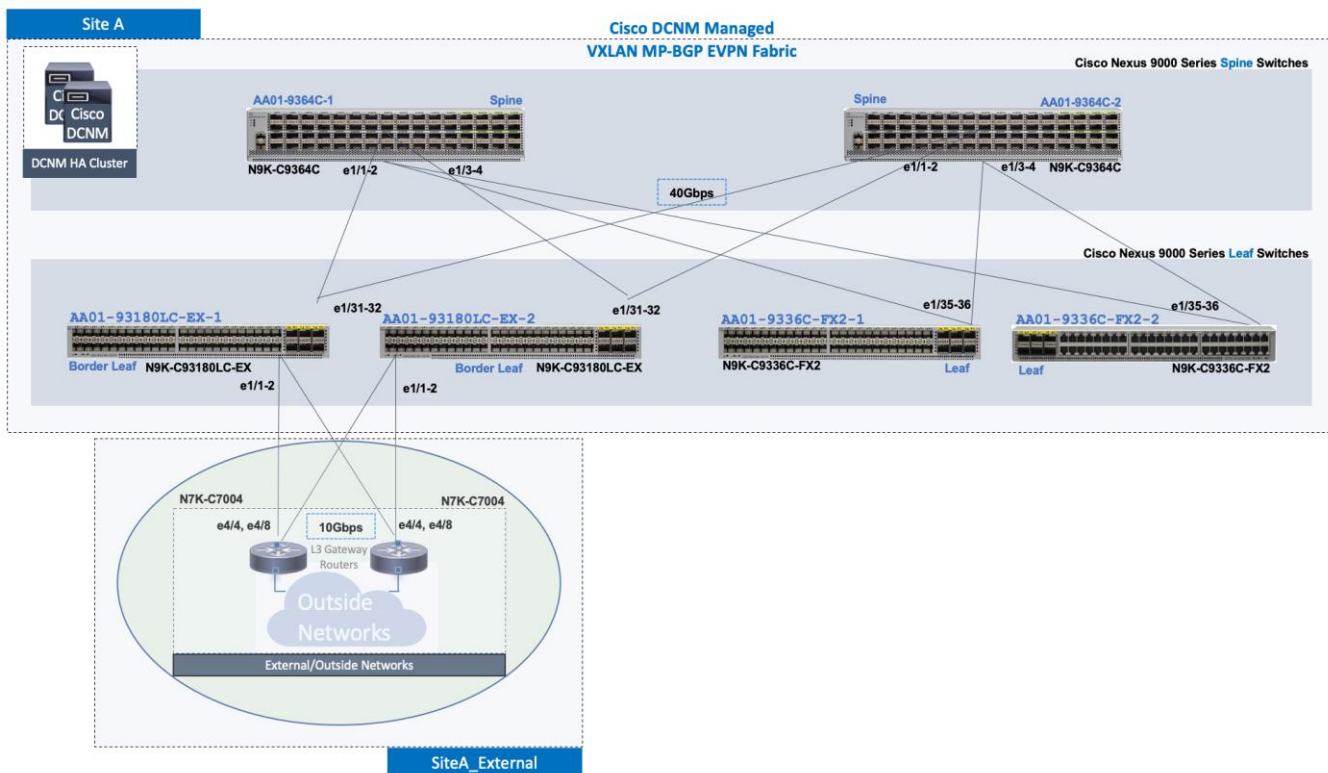 Site A
Cisco DCNM Managed
VXLAN MP-BGP EVPN Fabric
Cisco Nexus 9000 Series Spine Switches
Cisco
DCNM
DCNM HA Cluster
AA01-9364C-1
Spine
Spine
AA01-9364C-2
N9K-C9364C
e1/1-2
e1/3-4
e1/1-2
e1/3-4
N9K-C9364C
40Gbps
Cisco Nexus 9000 Series Leaf Switches
e1/31-32
e1/31-32
e1/35-36
e1/35-36
AA01-93180LC-EX-1
AA01-93180LC-EX-2
AA01-9336C-FX2-1
AA01-9336C-FX2-2
Border Leaf
N9K-C93180LC-EX
Border Leaf
N9K-C93180LC-EX
N9K-C9336C-FX2
Leaf
Leaf
N9K-C9336C-FX2
e1/1-2
e1/1-2
N7K-C7004
N7K-C7004
e4/4, e4/8
10Gbps
e4/4, e4/8
L3 Gateway
Routers
Outside
Networks
External/Outside Networks
SiteA_External